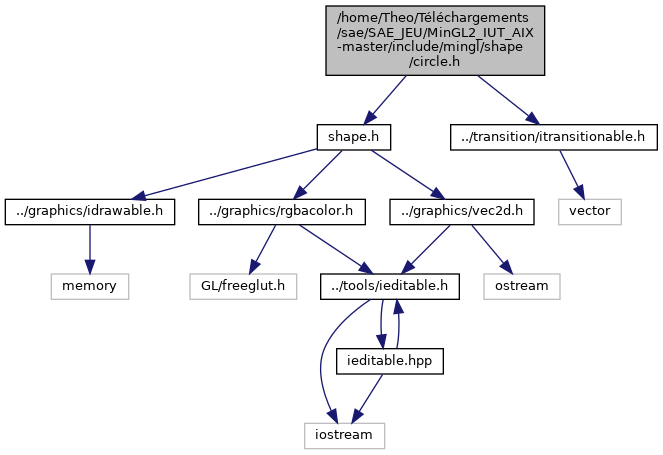 /home/Theo/Téléchargements
/sae/SAE_JEU/MinGL2_IUT_AIX
-master/include/mingl/shape
/circle.h
shape.h
../transition/itransitionable.h
../graphics/idrawable.h
../graphics/rgbacolor.h
../graphics/vec2d.h
vector
memory
GL/freeglut.h
../tools/ieditable.h
ostream
ieditable.hpp
iostream